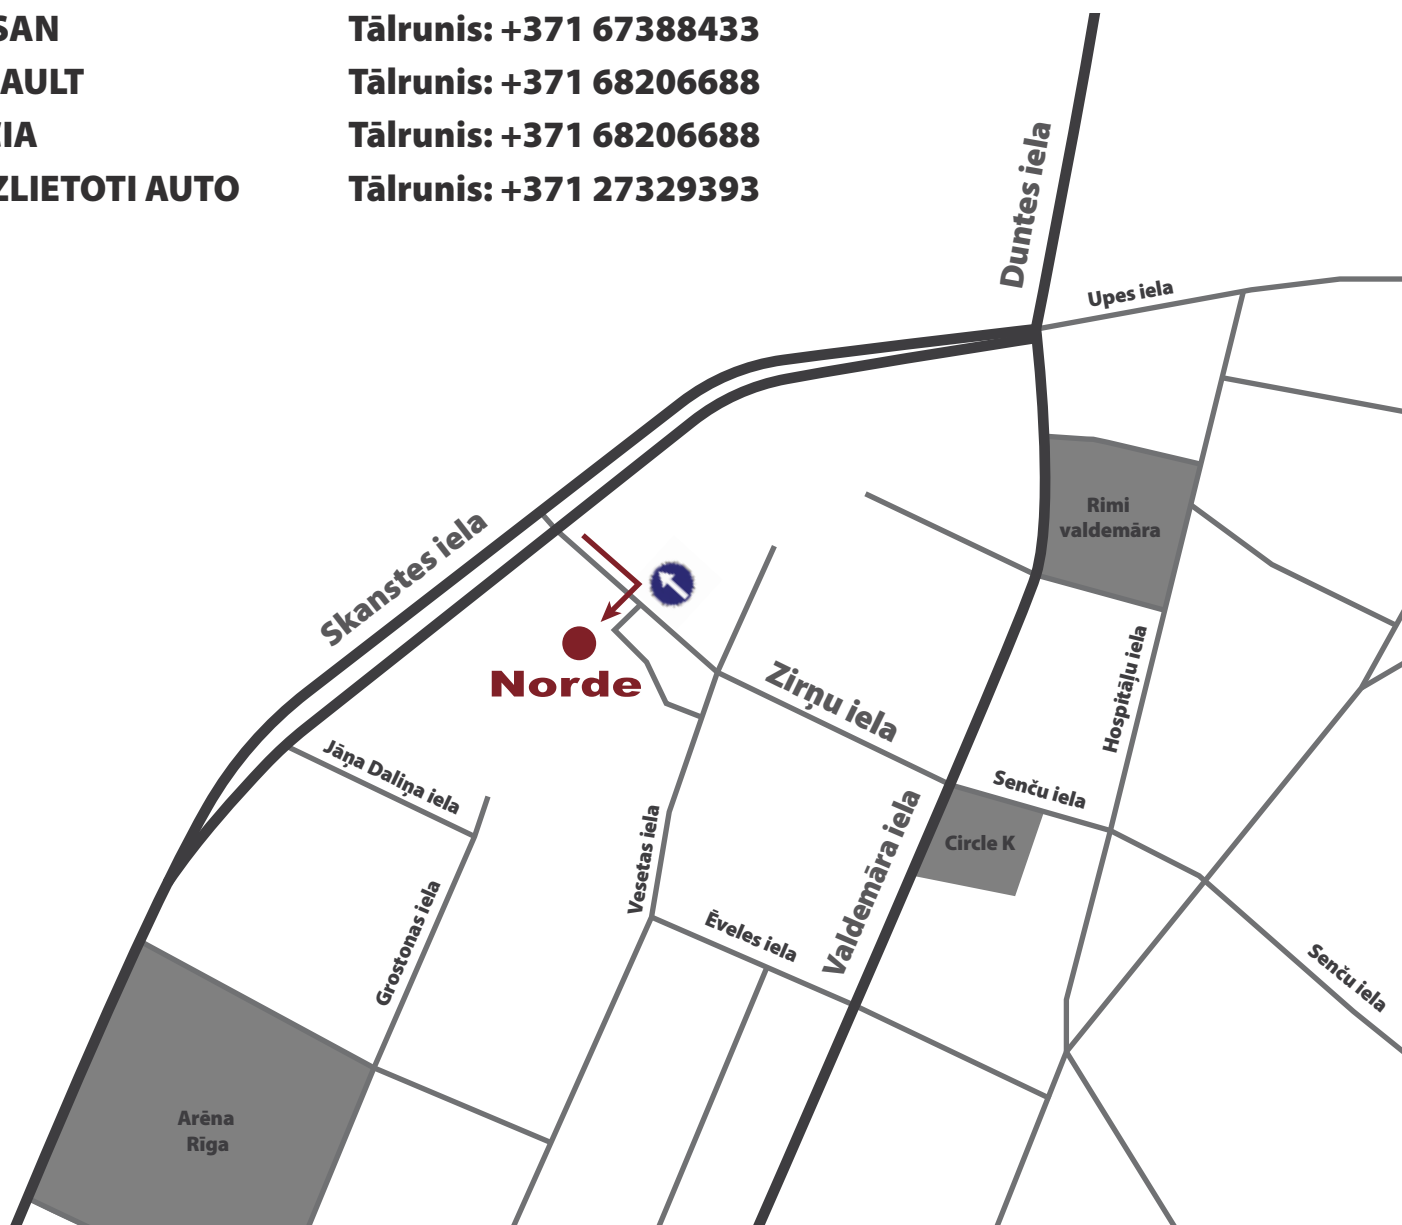 SAN Tālrunis: +371 67388433
AULT Tālrunis: +371 68206688
CIA Tālrunis: +371 68206688
ZLIETOTI AUTO Tālrunis: +371 27329393
Duntes iela
Upes iela
Skanstes iela
Rimi
valdemāra
Norde
Zirņu iela
Hospitāļu iela
Jāņa Daliņa iela
Senču iela
Circle K
Vesetas iela
Valdemāra iela
Grostonas iela
Ēveles iela
Senču iela
Arēna
Rīga